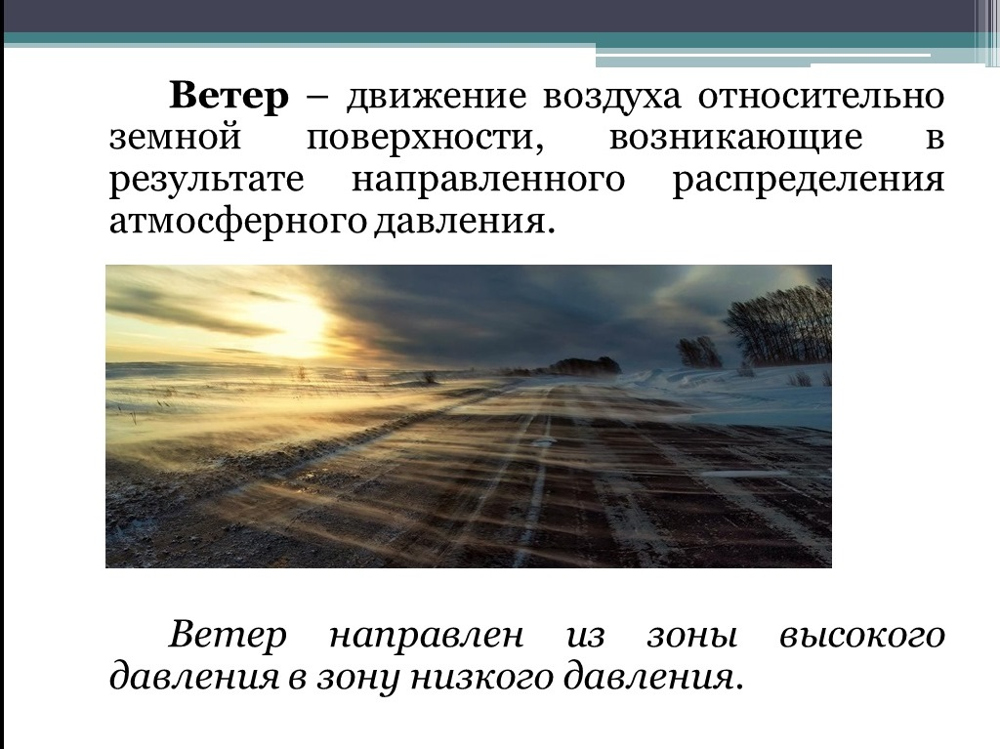 Ветер – движение воздуха относительно
земной поверхности, возникающие в
результате направленного распределения
атмосферного давления.
Ветер направлен из зоны высокого
давления в зону низкого давления.